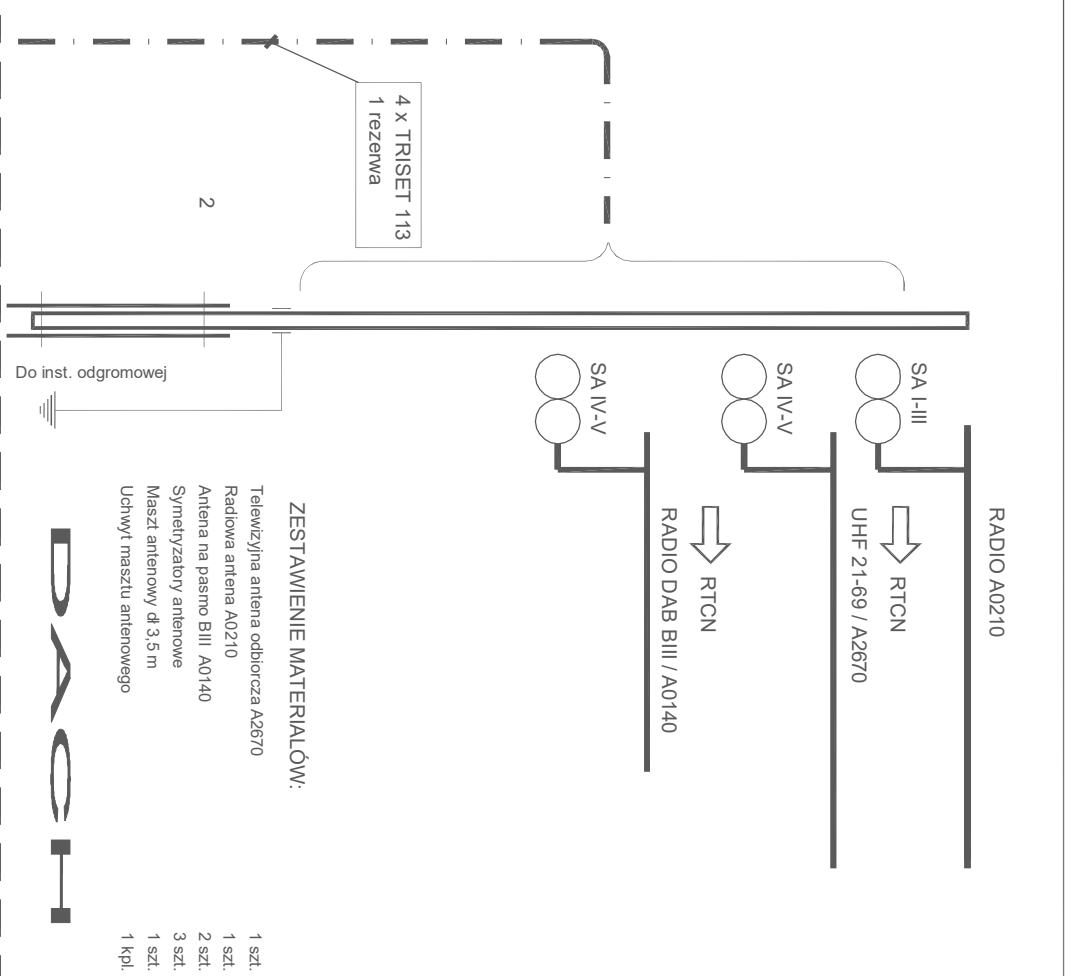 RADIO A0210
SA I-III
RTCN
UHF 21-69 / A2670
SA IV-V
RTCN
RADIO DAB BIII / A0140
SA IV-V
4 x TRISET 113
1 rezerwa
2
Do inst. odgromowej
ZESTAWIENIE MATERIALÓW:
Telewizyjna antena odbiorcza A2670 1 szt.
Radiowa antena A0210 1 szt.
Antena na pasmo BIII A0140 2 szt.
Symetryzatory antenowe 3 szt.
Maszt antenowy dł 3,5 m 1 szt.
Uchwyt masztu antenowego 1 kpl.
DACH